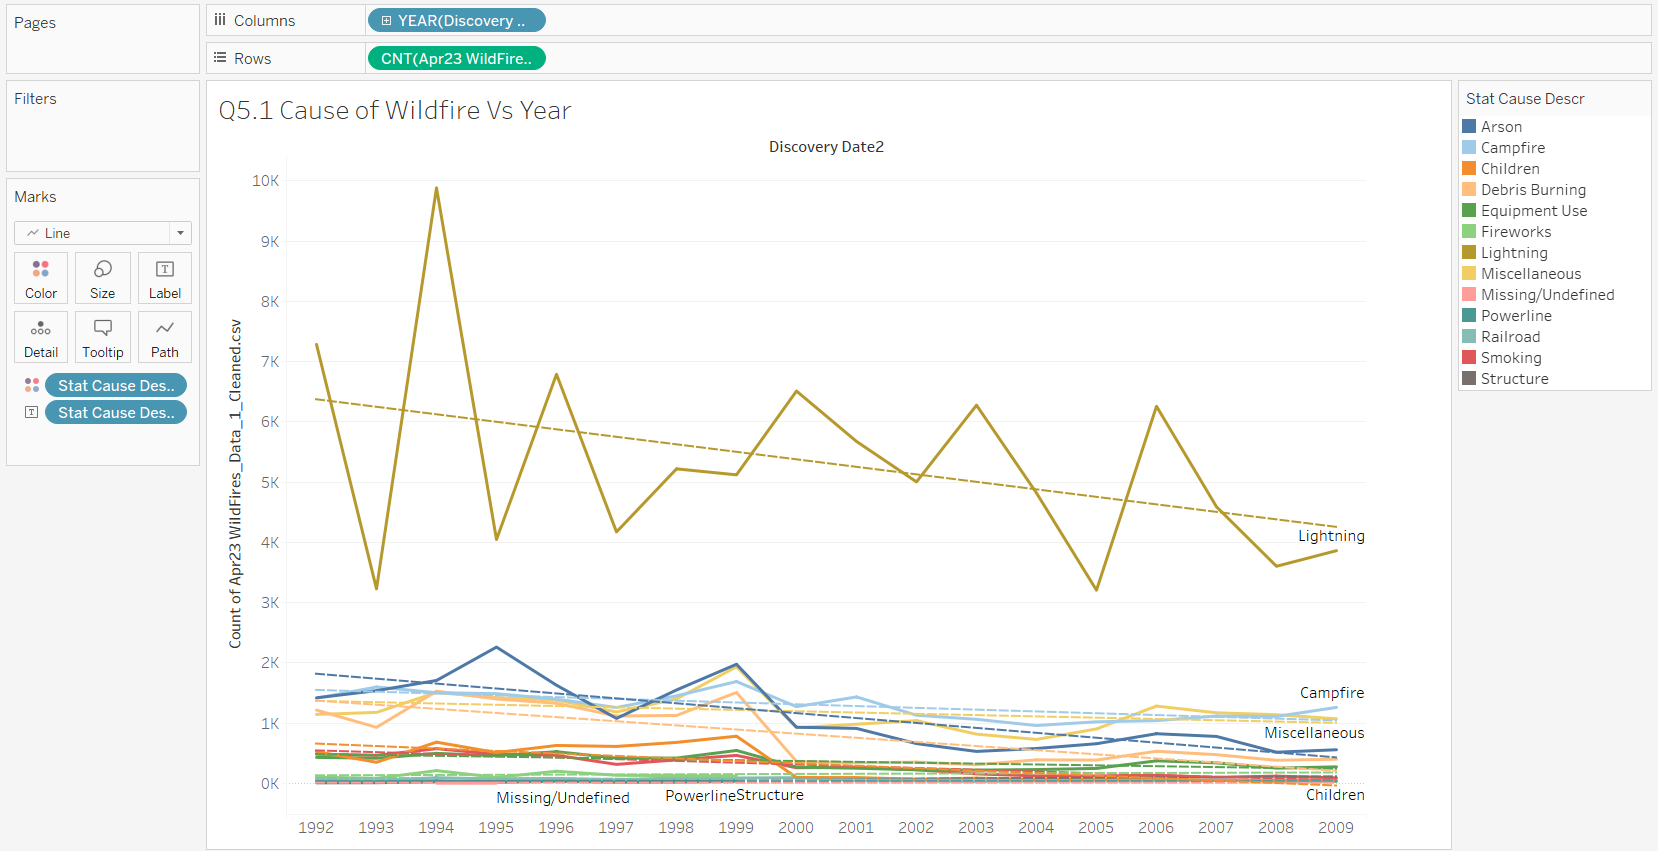 Pages
Columns
YEAR(Discovery ..
Rows
CNT(Apr23 WildFire..
Filters
Marks
Line
Color
Size
Label
Detail
Tooltip
Path
Stat Cause Des..
Stat Cause Des..
Q5.1 Cause of Wildfire Vs Year
Discovery Date2
Count of Apr23 WildFires_Data_1_Cleaned.csv
10K
9K
8K
7K
6K
5K
4K
3K
2K
1K
0K
Lightning
Campfire
Miscellaneous
Children
Missing/Undefined
Powerline
Structure
1992 1993 1994 1995 1996 1997 1998 1999 2000 2001 2002 2003 2004 2005 2006 2007 2008 2009
Stat Cause Descr
Arson
Campfire
Children
Debris Burning
Equipment Use
Fireworks
Lightning
Miscellaneous
Missing/Undefined
Powerline
Railroad
Smoking
Structure